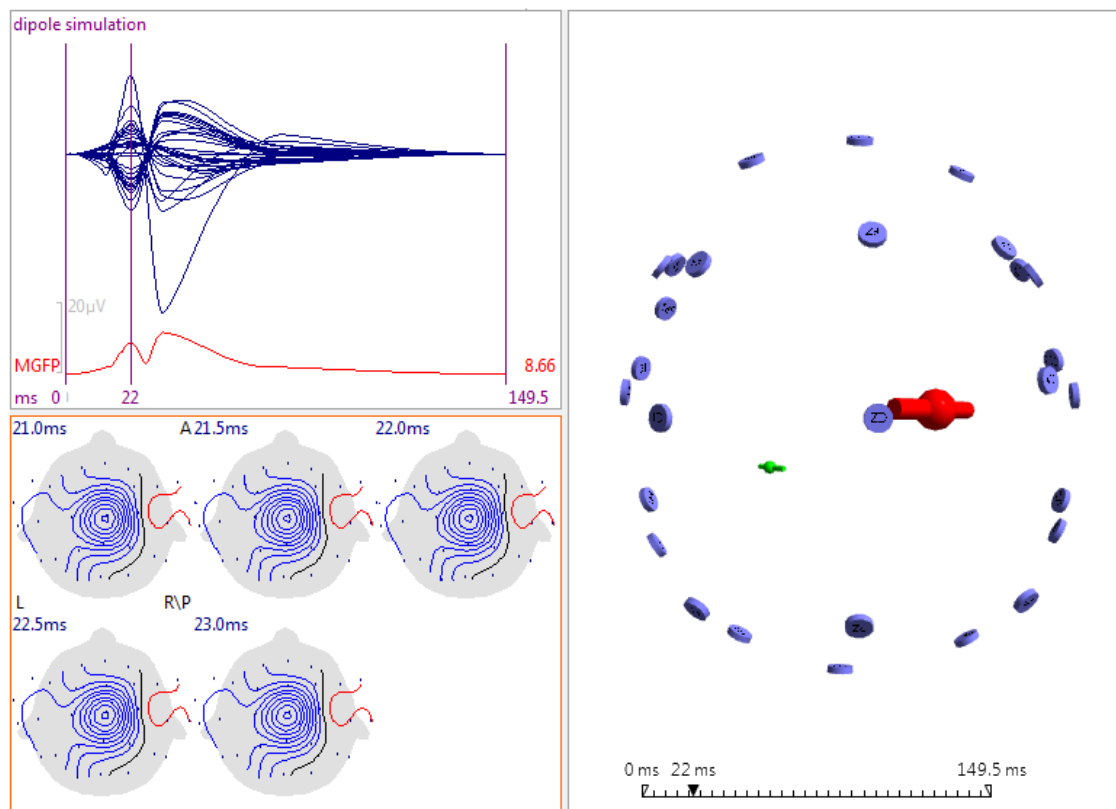 dipole simulation
20µV
MGFP 8.66
ms 0 22 149.5
21.0ms A 21.5ms 22.0ms
L R\P
22.5ms 23.0ms
0 ms 22 ms 149.5 ms